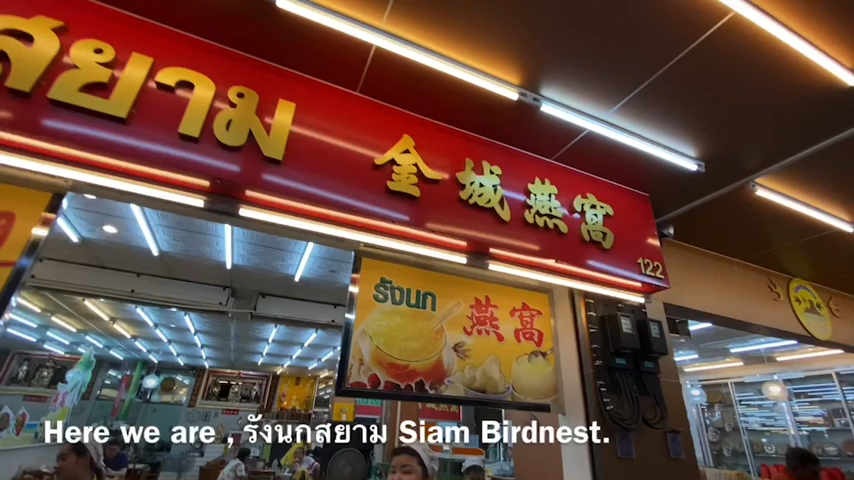 สยาม 金城燕窩
122
รังนก 燕窩
Here we are , รังนกสยาม Siam Birdnest.